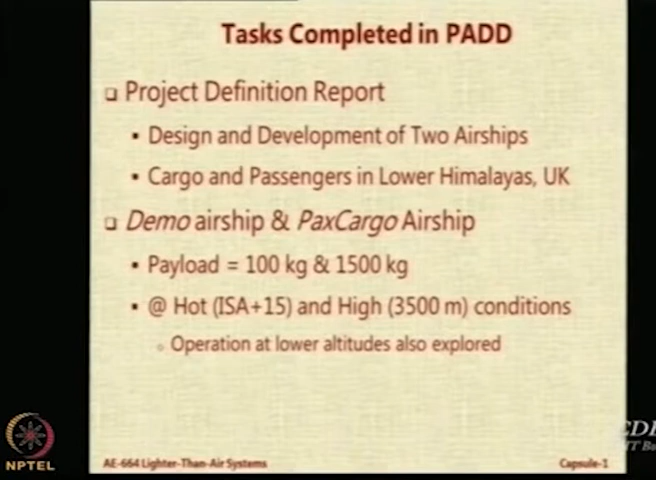 Tasks Completed in PADD
Project Definition Report
Design and Development of Two Airships
Cargo and Passengers in Lower Himalayas, UK
Demo airship & PaxCargo Airship
Payload = 100 kg & 1500 kg
@ Hot (ISA+15) and High (3500 m) conditions
Operation at lower altitudes also explored
NPTEL
AE-664 Lighter-Than-Air Systems
Capsule-1